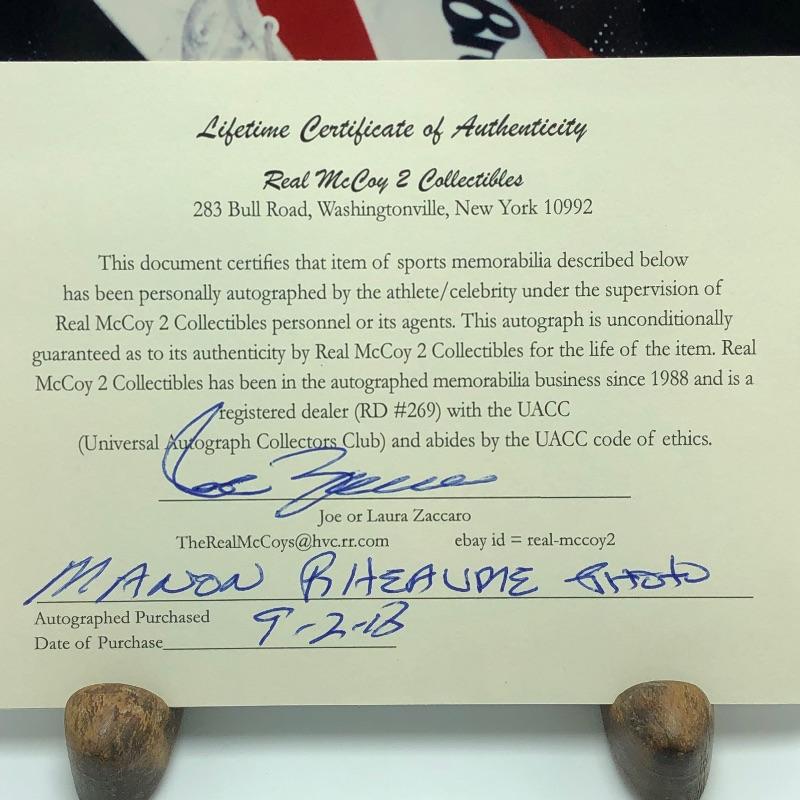 Lifetime Certificate of Authenticity
Real McCoy 2 Collectibles
283 Bull Road, Washingtonville, New York 10992
This document certifies that item of sports memorabilia described below
has been personally autographed by the athlete/celebrity under the supervision of
Real McCoy 2 Collectibles personnel or its agents. This autograph is unconditionally
guaranteed as to its authenticity by Real McCoy 2 Collectibles for the life of the item. Real
McCoy 2 Collectibles has been in the autographed memorabilia business since 1988 and is a
registered dealer (RD #269) with the UACC
(Universal Autograph Collectors Club) and abides by the UACC code of ethics.
Joe or Laura Zaccaro
TheRealMcCoys@hvc.rr.com ebay id = real-mccoy2
MANON RHEAUME PHOTO
Autographed Purchased
Date of Purchase 9-2-18